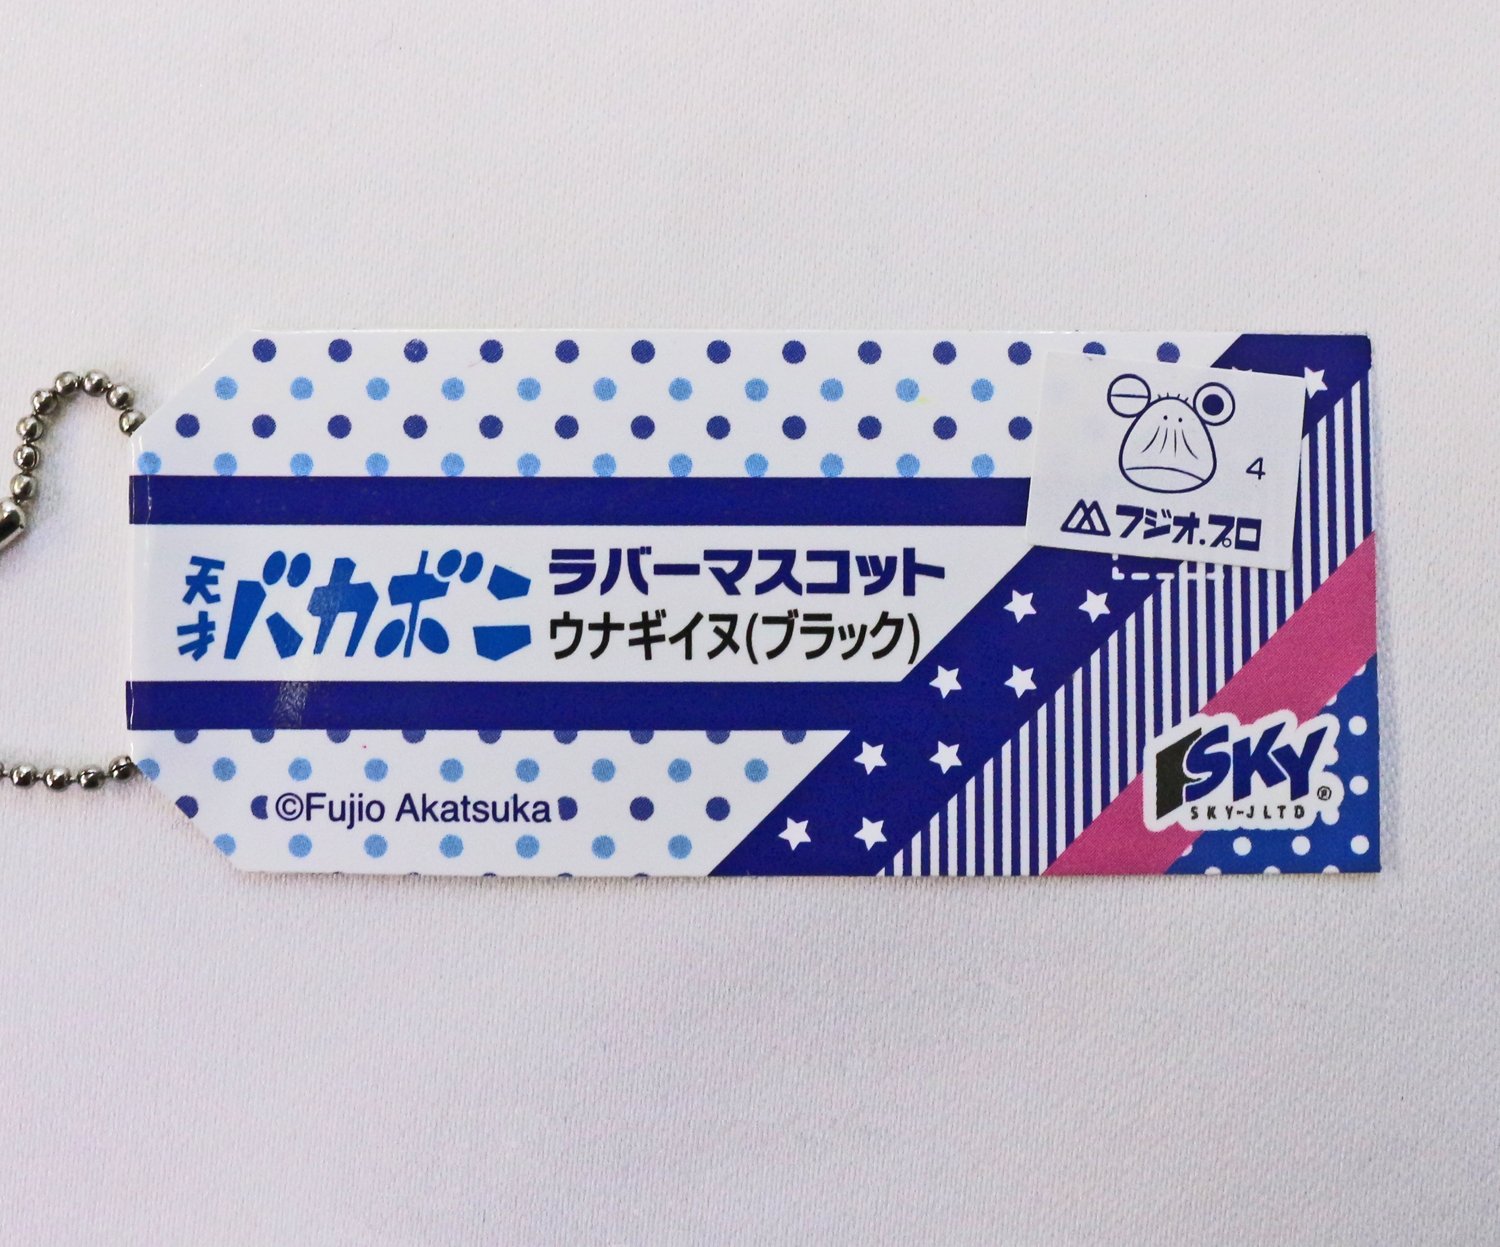 4
フジオ.プロ
天才バカボン
ラバーマスコット
ウナギイヌ(ブラック)
©Fujio Akatsuka
SKY®
SKY-JLTD